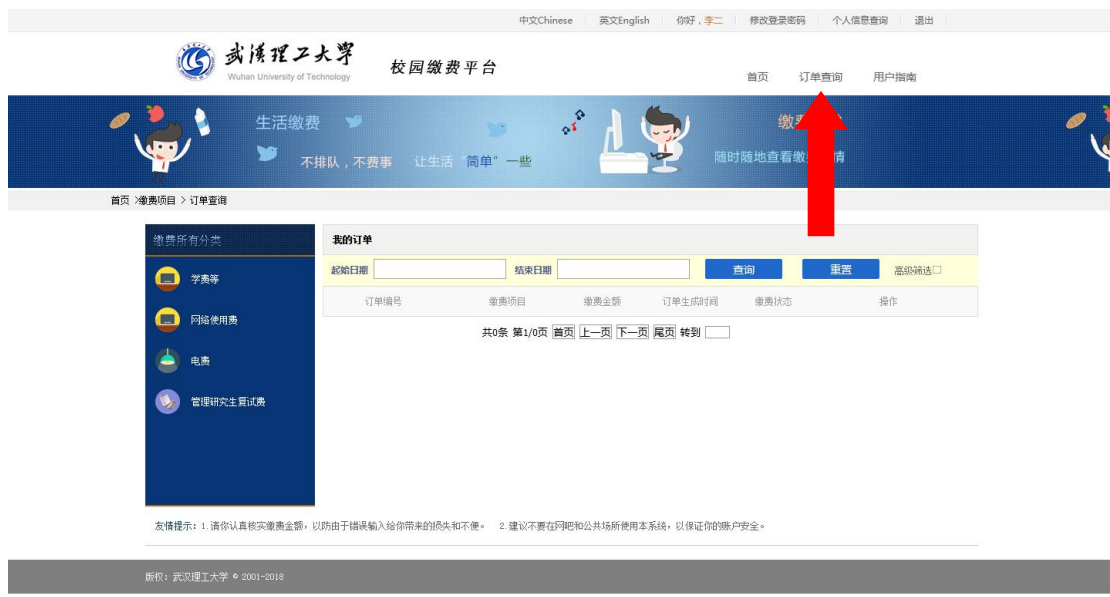 中文Chinese 英文English 你好，李二 修改登录密码 个人信息查询 退出
武汉理工大学
Wuhan University of Technology
校园缴费平台
首页 订单查询 用户指南
生活缴费
不排队，不费事 让生活“简单”一些
随时随地查看缴
情
首页 >缴费项目 > 订单查询
缴费所有分类
学费等
网络使用费
电费
管理研究生复试费
我的订单
起始日期 结束日期 查询 重置 高级筛选
订单编号 缴费项目 缴费金额 订单生成时间 缴费状态 操作
共0条 第1/0页 首页 上一页 下一页 尾页 转到
友情提示：1.请你认真核实缴费金额，以防由于错误输入给你带来的损失和不便。 2.建议不要在网吧和公共场所使用本系统，以保证你的账户安全。
版权：武汉理工大学 © 2001-2018